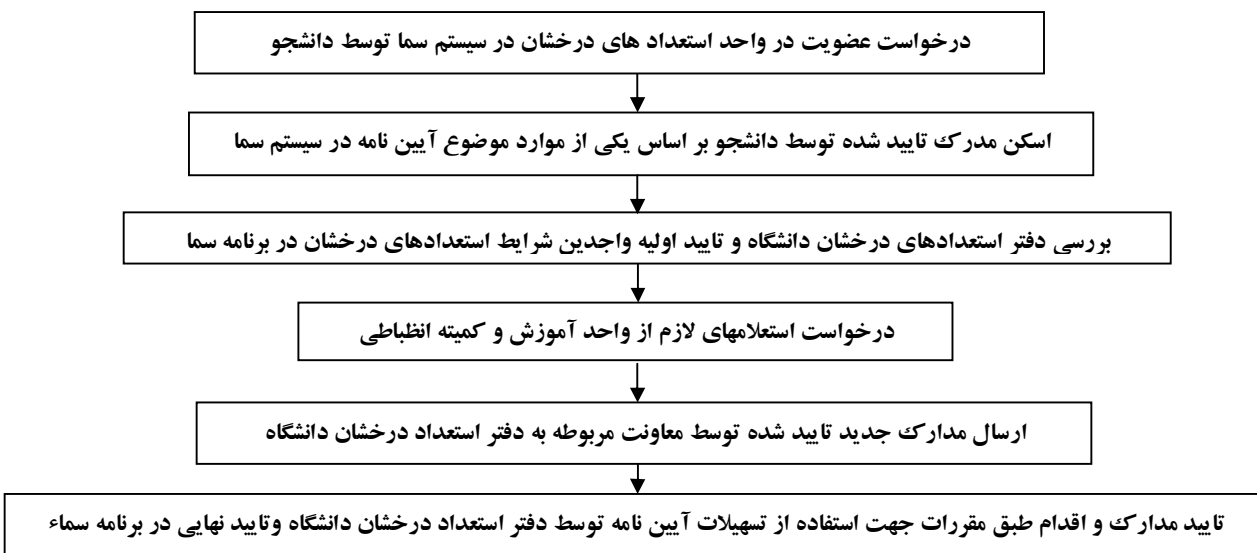 درخواست عضویت در واحد استعداد های درخشان در سیستم سما توسط دانشجو
اسکن مدرک تایید شده توسط دانشجو بر اساس یکی از موارد موضوع آیین نامه در سیستم سما
بررسی دفتر استعدادهای درخشان دانشگاه و تایید اولیه واجدین شرایط استعدادهای درخشان در برنامه سما
درخواست استعلامهای لازم از واحد آموزش و کمیته انظباطی
ارسال مدارک جدید تایید شده توسط معاونت مربوطه به دفتر استعداد درخشان دانشگاه
تایید مدارک و اقدام طبق مقررات جهت استفاده از تسهیلات آیین نامه توسط دفتر استعداد درخشان دانشگاه وتایید نهایی در برنامه سماء